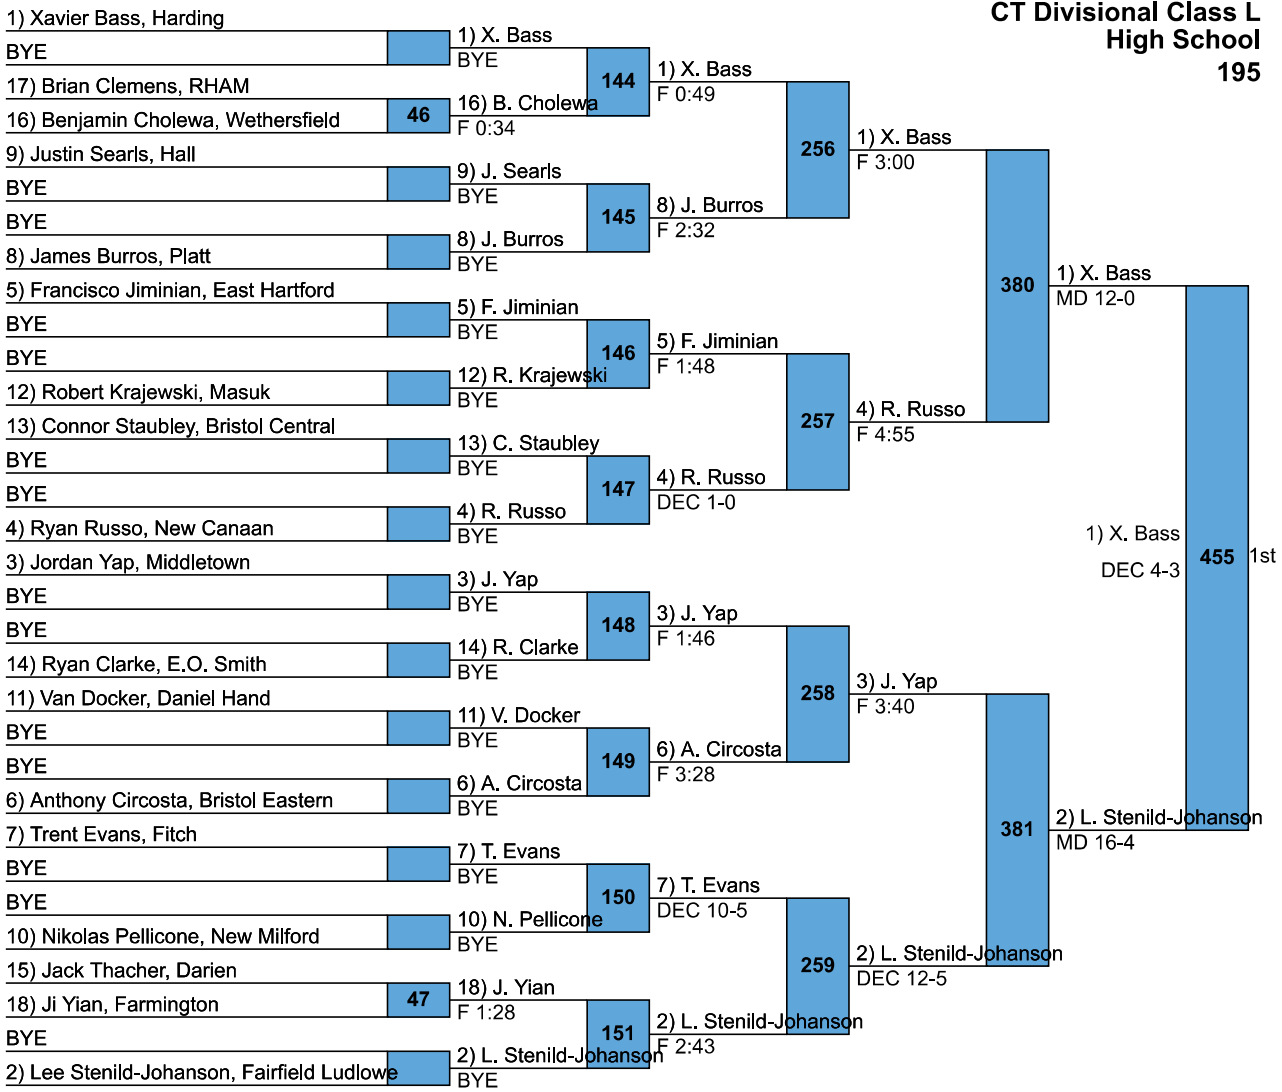 CT Divisional Class L
High School
195
1) Xavier Bass, Harding
BYE
17) Brian Clemens, RHAM
16) Benjamin Cholewa, Wethersfield
9) Justin Searls, Hall
BYE
BYE
8) James Burros, Platt
5) Francisco Jiminian, East Hartford
BYE
BYE
12) Robert Krajewski, Masuk
13) Connor Staubley, Bristol Central
BYE
BYE
4) Ryan Russo, New Canaan
3) Jordan Yap, Middletown
BYE
BYE
14) Ryan Clarke, E.O. Smith
11) Van Docker, Daniel Hand
BYE
BYE
6) Anthony Circosta, Bristol Eastern
7) Trent Evans, Fitch
BYE
BYE
10) Nikolas Pellicone, New Milford
15) Jack Thacher, Darien
18) Ji Yian, Farmington
BYE
2) Lee Stenild-Johanson, Fairfield Ludlowe
46
47
1) X. Bass
BYE
16) B. Cholewa
F 0:34
9) J. Searls
BYE
8) J. Burros
BYE
5) F. Jiminian
BYE
12) R. Krajewski
BYE
13) C. Staubley
BYE
4) R. Russo
BYE
3) J. Yap
BYE
14) R. Clarke
BYE
11) V. Docker
BYE
6) A. Circosta
BYE
7) T. Evans
BYE
10) N. Pellicone
BYE
18) J. Yian
F 1:28
2) L. Stenild-Johanson
BYE
144
145
146
147
148
149
150
151
1) X. Bass
F 0:49
8) J. Burros
F 2:32
5) F. Jiminian
F 1:48
4) R. Russo
DEC 1-0
3) J. Yap
F 1:46
6) A. Circosta
F 3:28
7) T. Evans
DEC 10-5
2) L. Stenild-Johanson
F 2:43
256
257
258
259
1) X. Bass
F 3:00
4) R. Russo
F 4:55
3) J. Yap
F 3:40
2) L. Stenild-Johanson
DEC 12-5
380
381
1) X. Bass
MD 12-0
2) L. Stenild-Johanson
MD 16-4
1) X. Bass
DEC 4-3
455
1st